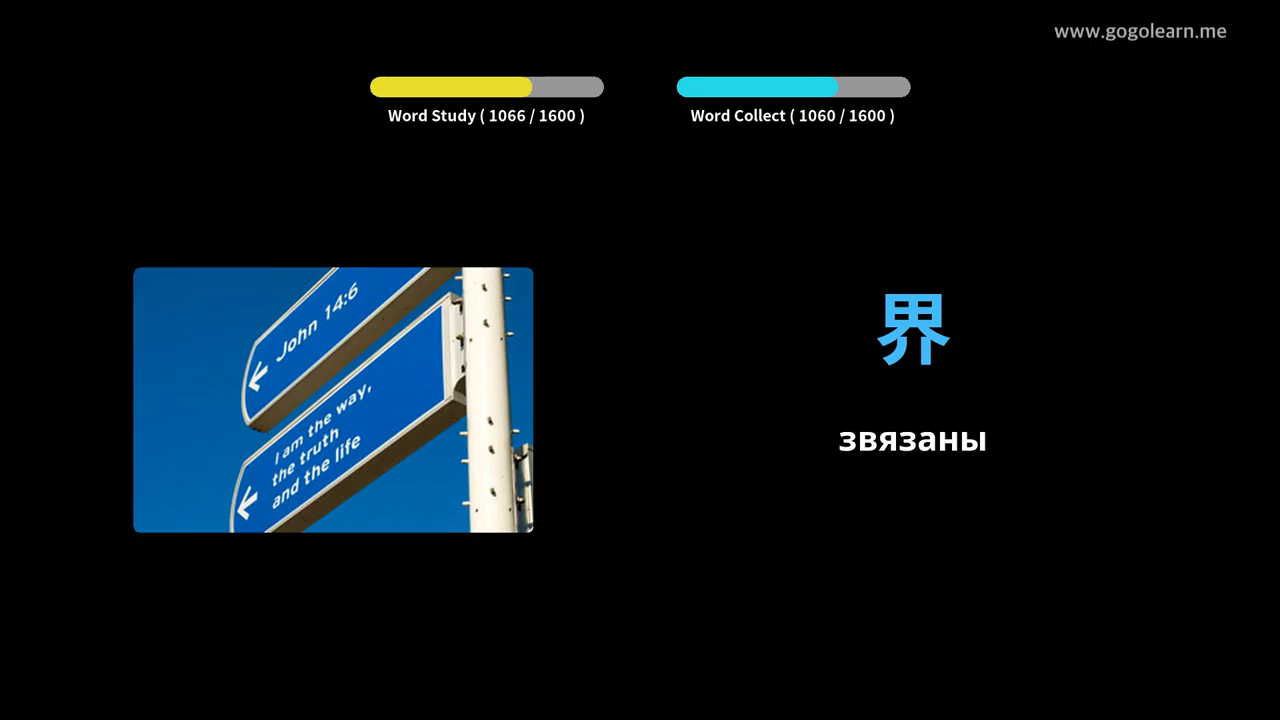 www.gogolearn.me
Word Study ( 1066 / 1600 )
Word Collect ( 1060 / 1600 )
John 14:6
I am the way,
the truth
and the life
界
звязаны